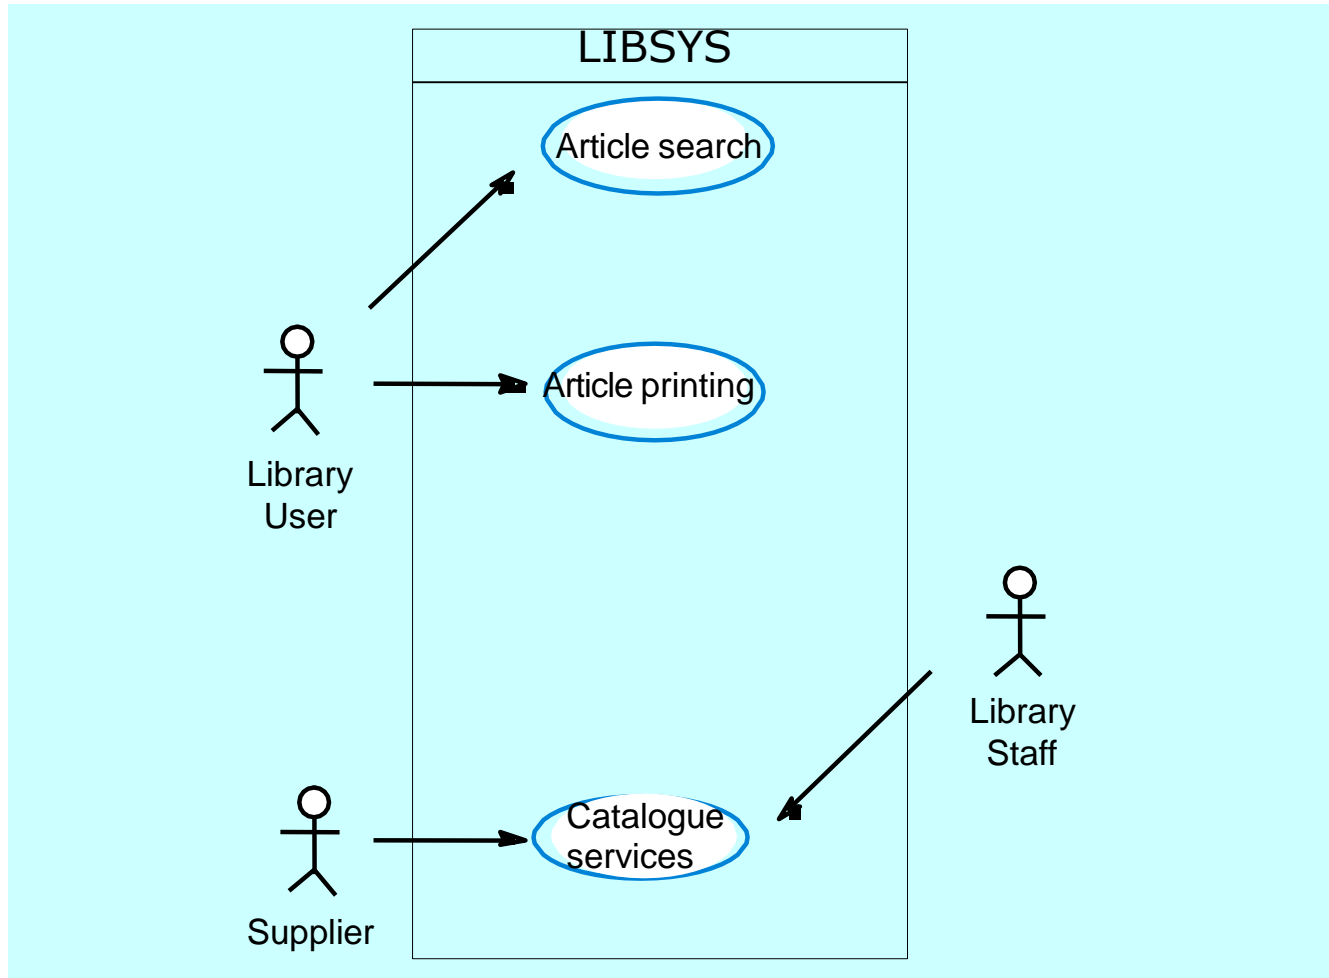 LIBSYS
Article search
Article printing
Library
User
Library
Staff
Catalogue
services
Supplier